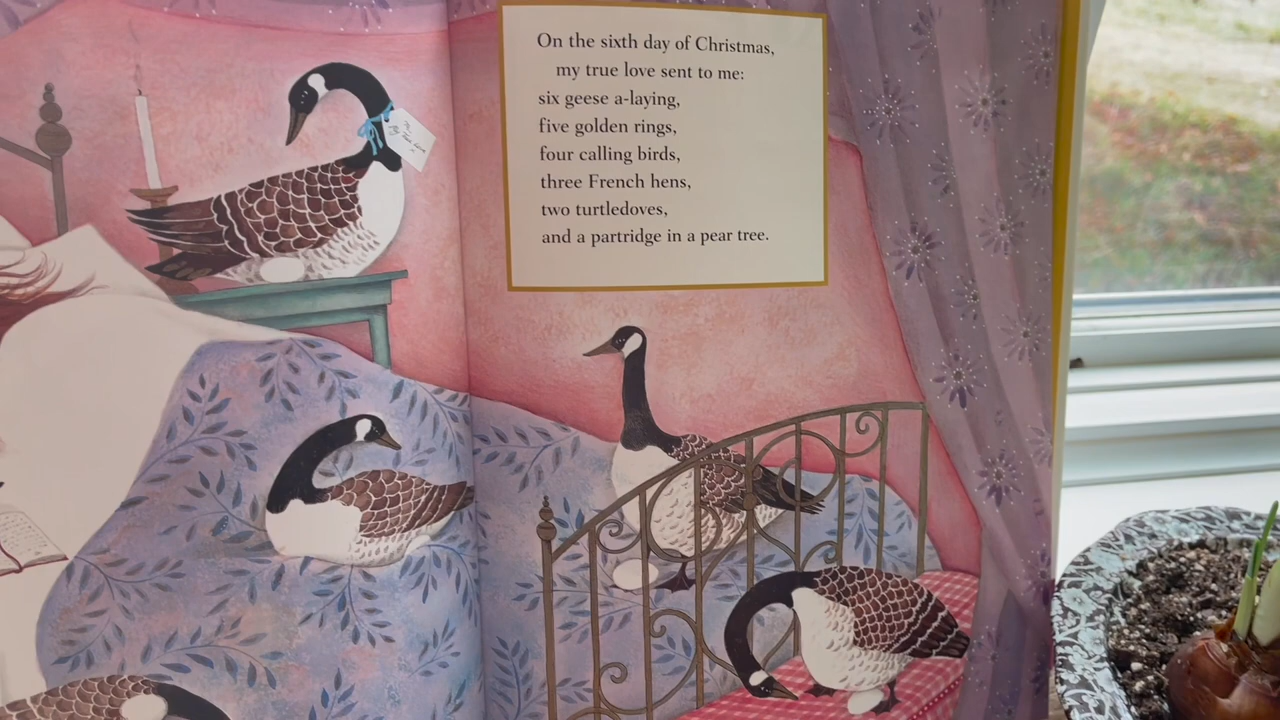 On the sixth day of Christmas,
my true love sent to me:
six geese a-laying,
five golden rings,
four calling birds,
three French hens,
two turtledoves,
and a partridge in a pear tree.